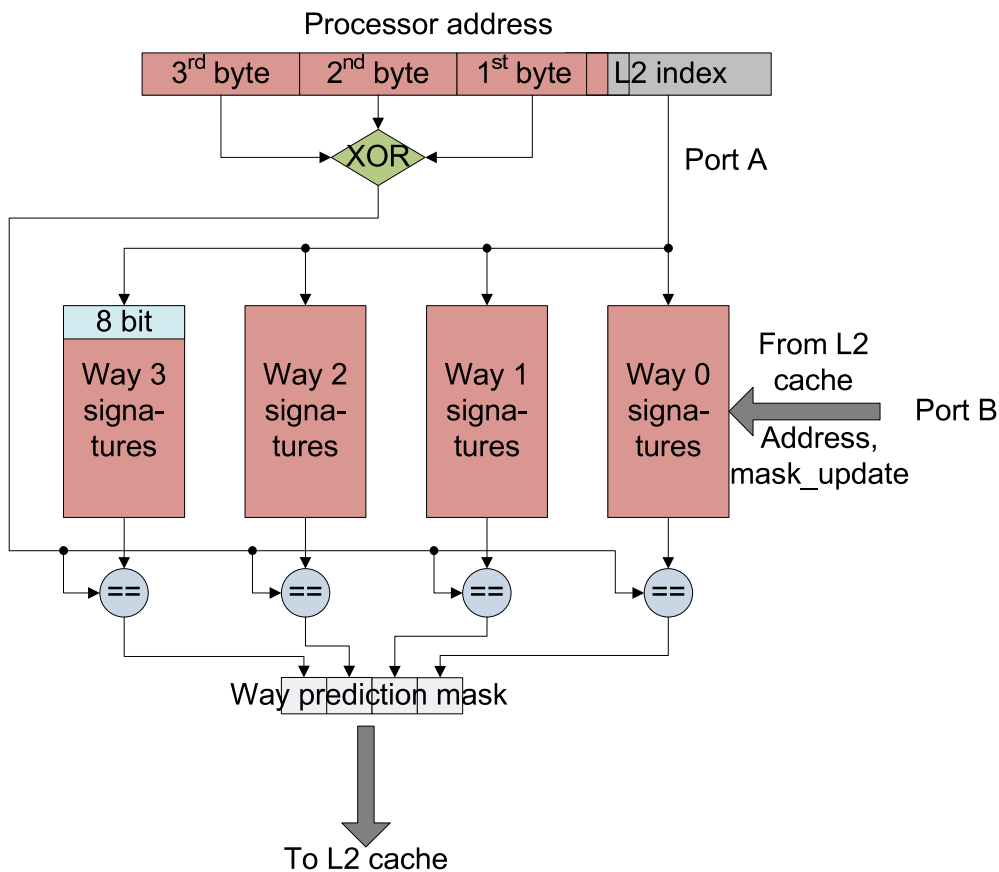 Processor address
3rd byte 2nd byte 1st byte L2 index
XOR
Port A
8 bit
Way 3
signa-
tures
Way 2
signa-
tures
Way 1
signa-
tures
Way 0
signa-
tures
From L2
cache
Address,
mask_update
Port B
== == == ==
Way prediction mask
To L2 cache